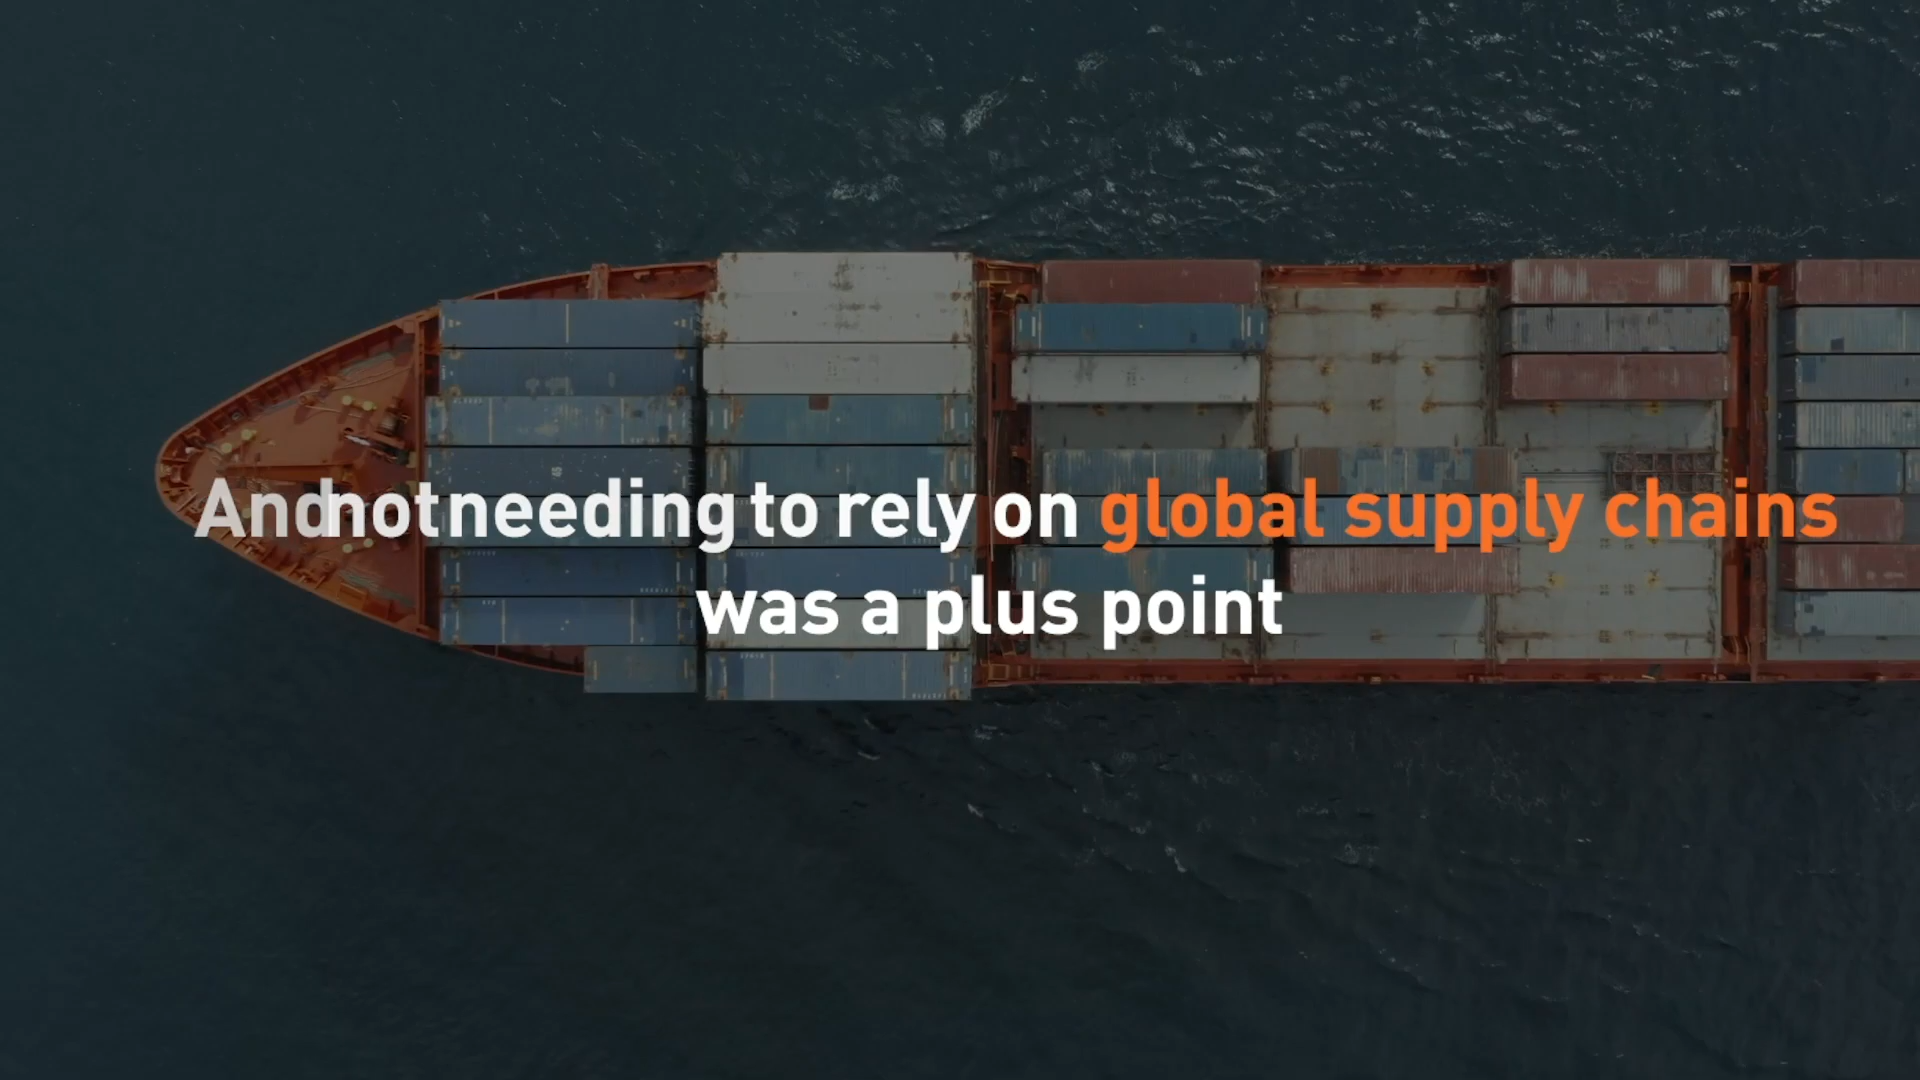 And not needing to rely on global supply chains
was a plus point